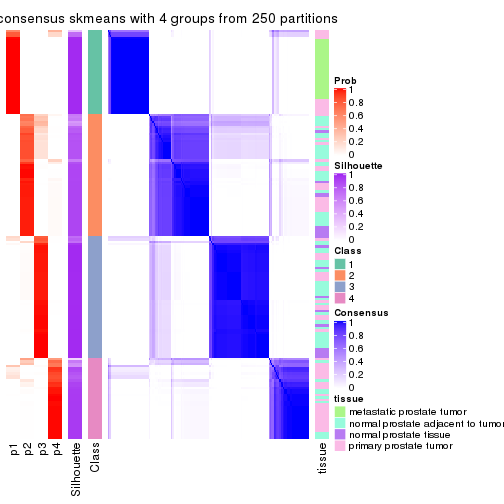 consensus skmeans with 4 groups from 250 partitions
Prob
1
0.8
0.6
0.4
0.2
0
Silhouette
1
0.8
0.6
0.4
0.2
0
Class
1
2
3
4
Consensus
1
0.8
0.6
0.4
0.2
0
tissue
metastatic prostate tumor
normal prostate adjacent to tumor
normal prostate tissue
primary prostate tumor
p1
p2
p3
p4
Silhouette
Class
tissue